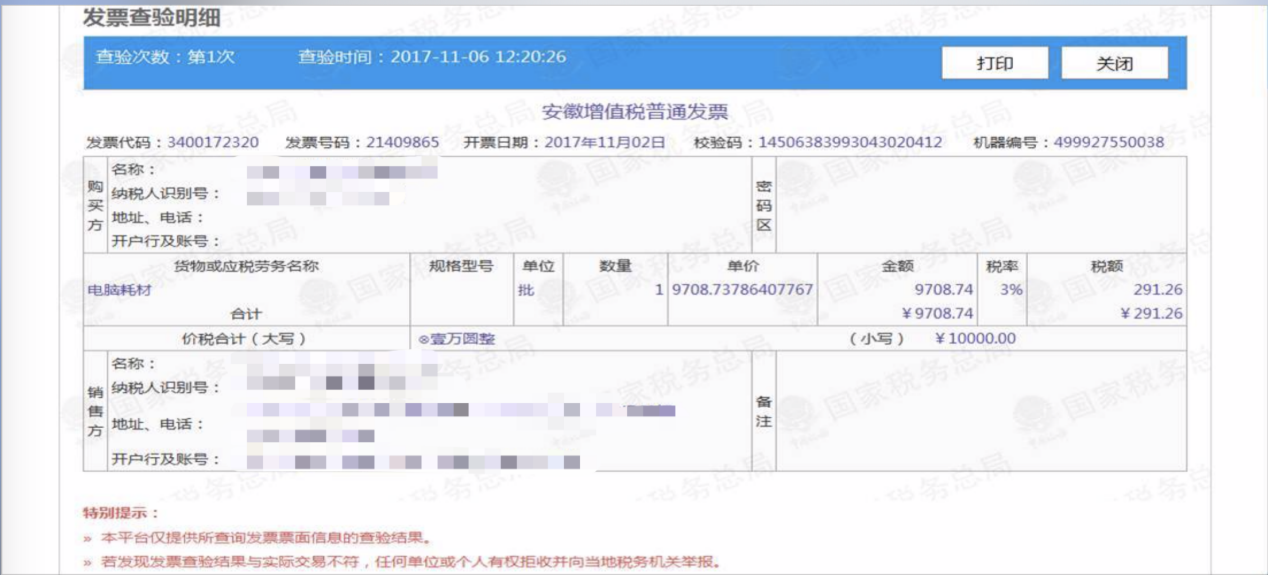 发票查验明细
查验次数：第1次 查验时间：2017-11-06 12:20:26 打印 关闭
安徽增值税普通发票
发票代码：3400172320 发票号码：21409865 开票日期：2017年11月02日 校验码：14506383993043020412 机器编号：499927550038
购买方 名称： 密码区
纳税人识别号：
地址、电话：
开户行及账号：
货物或应税劳务名称 规格型号 单位 数量 单价 金额 税率 税额
电脑耗材 批 1 9708.73786407767 9708.74 3% 291.26
合计 ¥9708.74 ¥291.26
价税合计（大写） ⊗壹万圆整 （小写） ¥10000.00
销售方 名称： 备注
纳税人识别号：
地址、电话：
开户行及账号：
特别提示：
» 本平台仅提供所查询发票票面信息的查验结果。
» 若发现发票查验结果与实际交易不符，任何单位或个人有权拒收并向当地税务机关举报。
国家税务总局